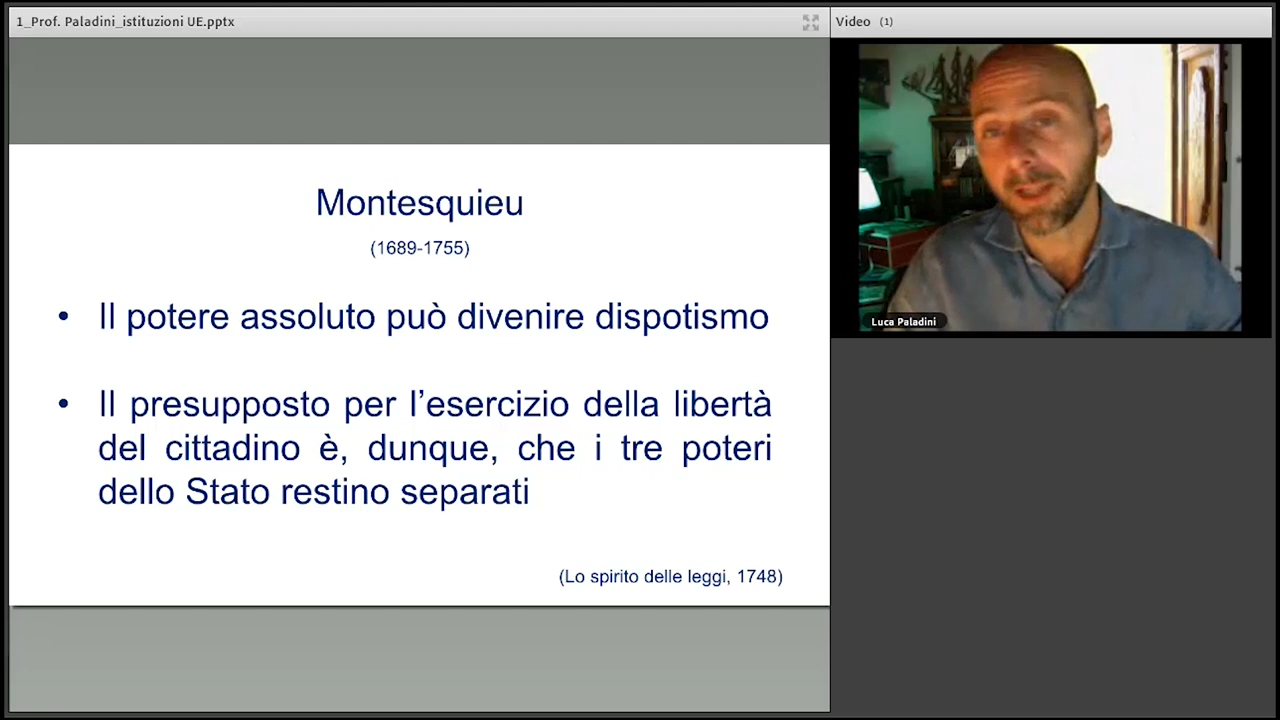 1_Prof. Paladini_istituzioni UE.pptx
Video (1)
Montesquieu
(1689-1755)
• Il potere assoluto può divenire dispotismo
• Il presupposto per l’esercizio della libertà
del cittadino è, dunque, che i tre poteri
dello Stato restino separati
(Lo spirito delle leggi, 1748)
Luca Paladini